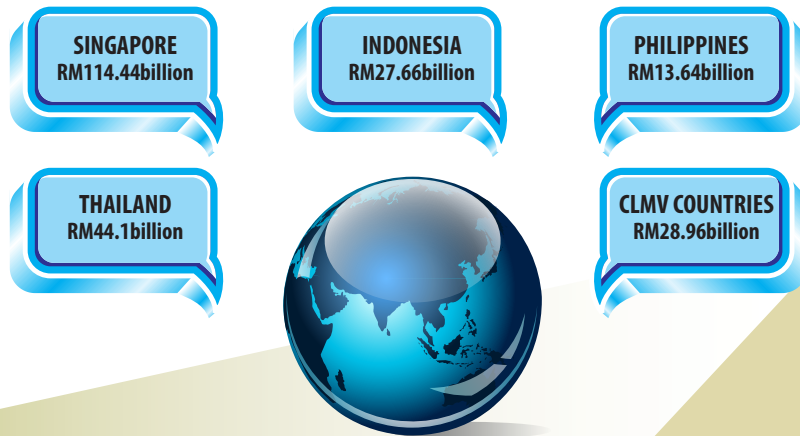 SINGAPORE
RM114.44billion
INDONESIA
RM27.66billion
PHILIPPINES
RM13.64billion
THAILAND
RM44.1billion
CLMV COUNTRIES
RM28.96billion